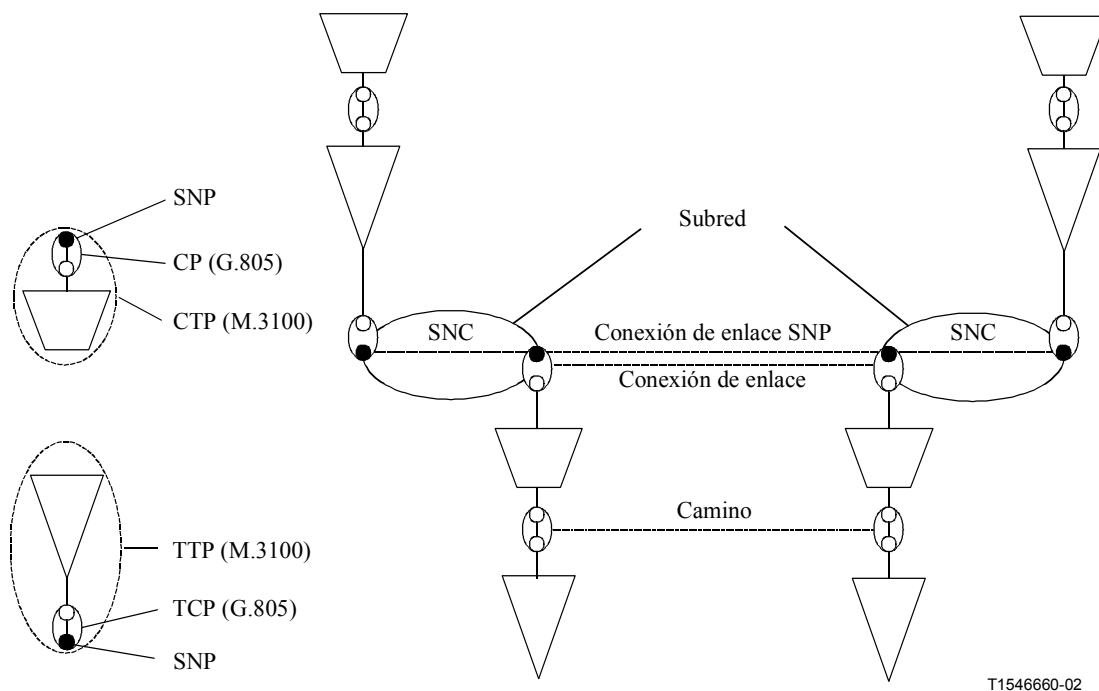 SNP
CP (G.805)
CTP (M.3100)
Subred
SNC
Conexión de enlace SNP
SNC
Conexión de enlace
Camino
TTP (M.3100)
TCP (G.805)
SNP
T1546660-02